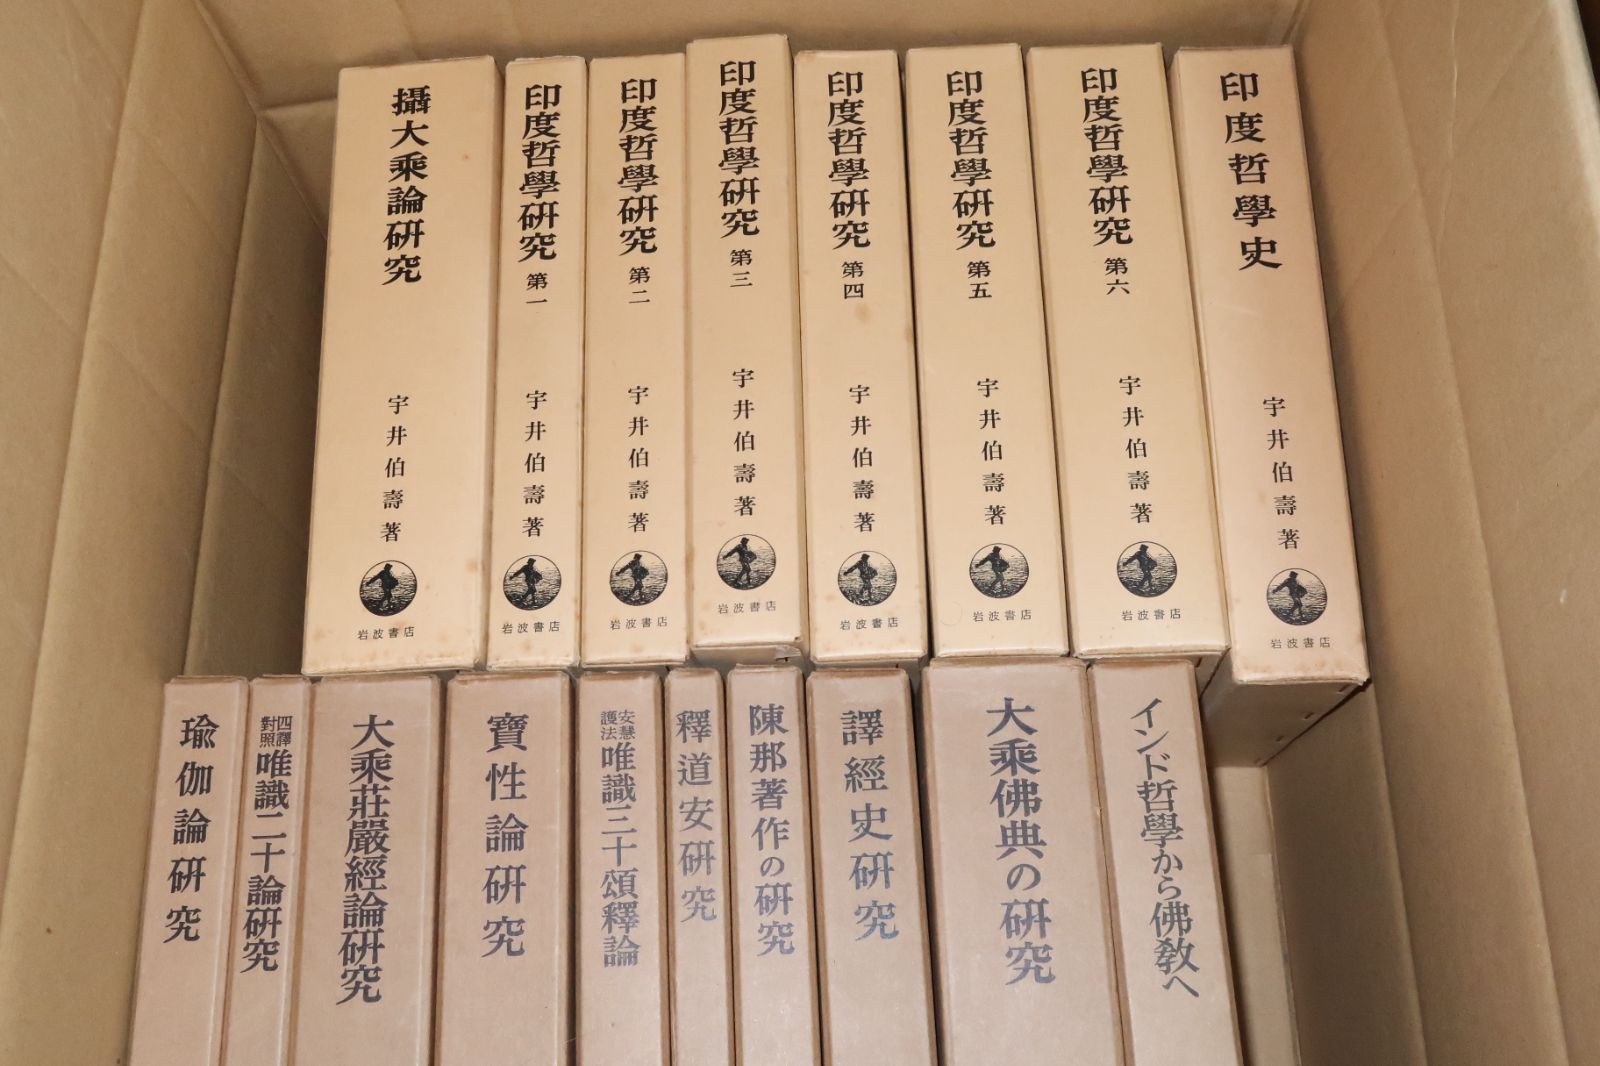 攝大乘論研究
宇井伯壽著
岩波書店
印度哲學研究 第一
宇井伯壽著
岩波書店
印度哲學研究 第二
宇井伯壽著
岩波書店
印度哲學研究 第三
宇井伯壽著
岩波書店
印度哲學研究 第四
宇井伯壽著
岩波書店
印度哲學研究 第五
宇井伯壽著
岩波書店
印度哲學研究 第六
宇井伯壽著
岩波書店
印度哲學史
宇井伯壽著
岩波書店
瑜伽論研究
四譯對照 唯識二十論研究
大乘莊嚴經論研究
寶性論研究
安慧護法 唯識三十頌釋論
釋道安研究
陳那著作の研究
譯經史研究
大乘佛典の研究
インド哲學から佛教へ